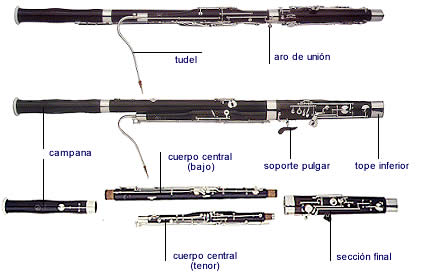 tudel
aro de unión
campana
cuerpo central
(bajo)
soporte pulgar
tope inferior
cuerpo central
(tenor)
sección final